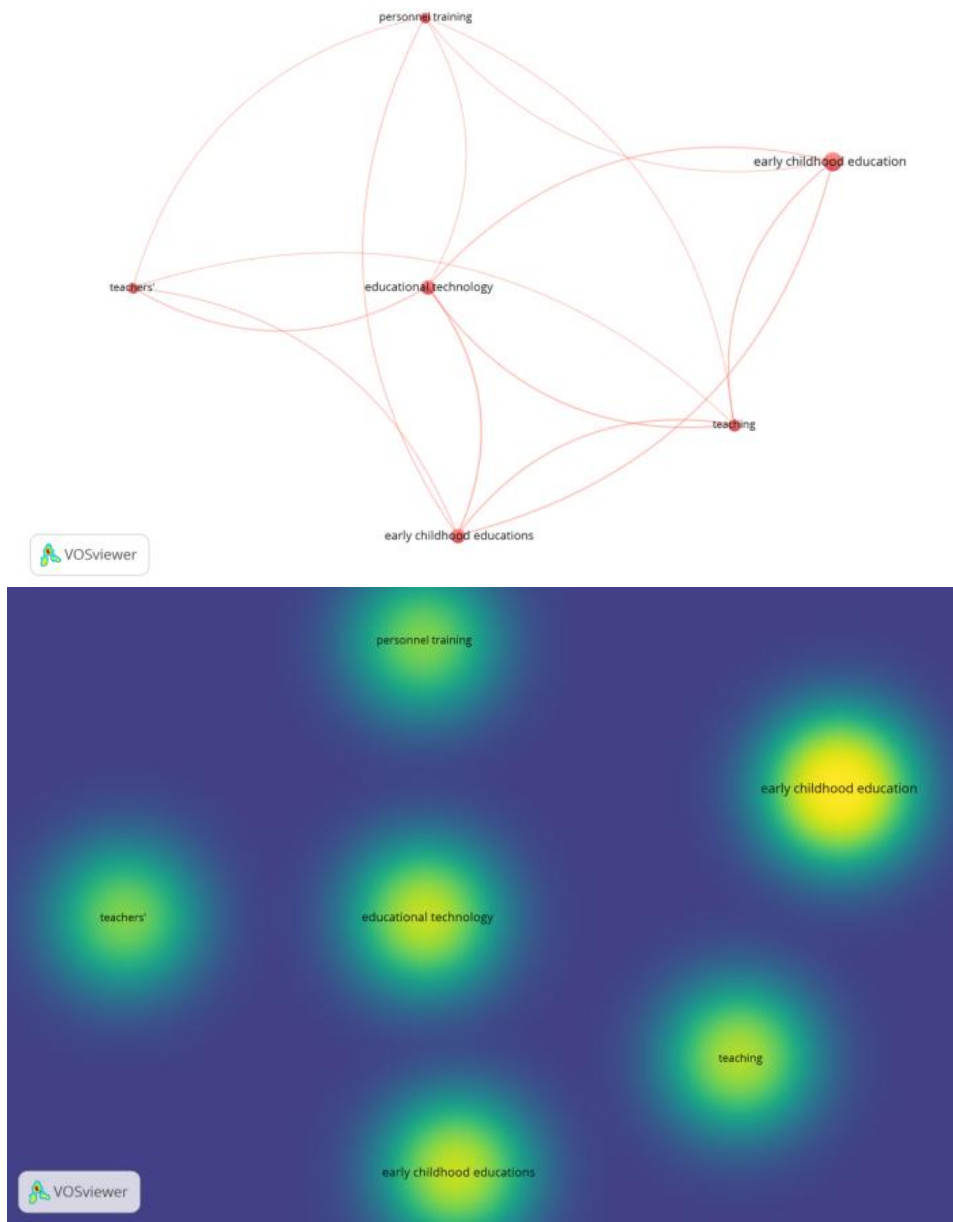 personnel training
early childhood education
teachers'
educational technology
teaching
early childhood educations
VOSviewer
personnel training
early childhood education
teachers'
educational technology
teaching
early childhood educations
VOSviewer